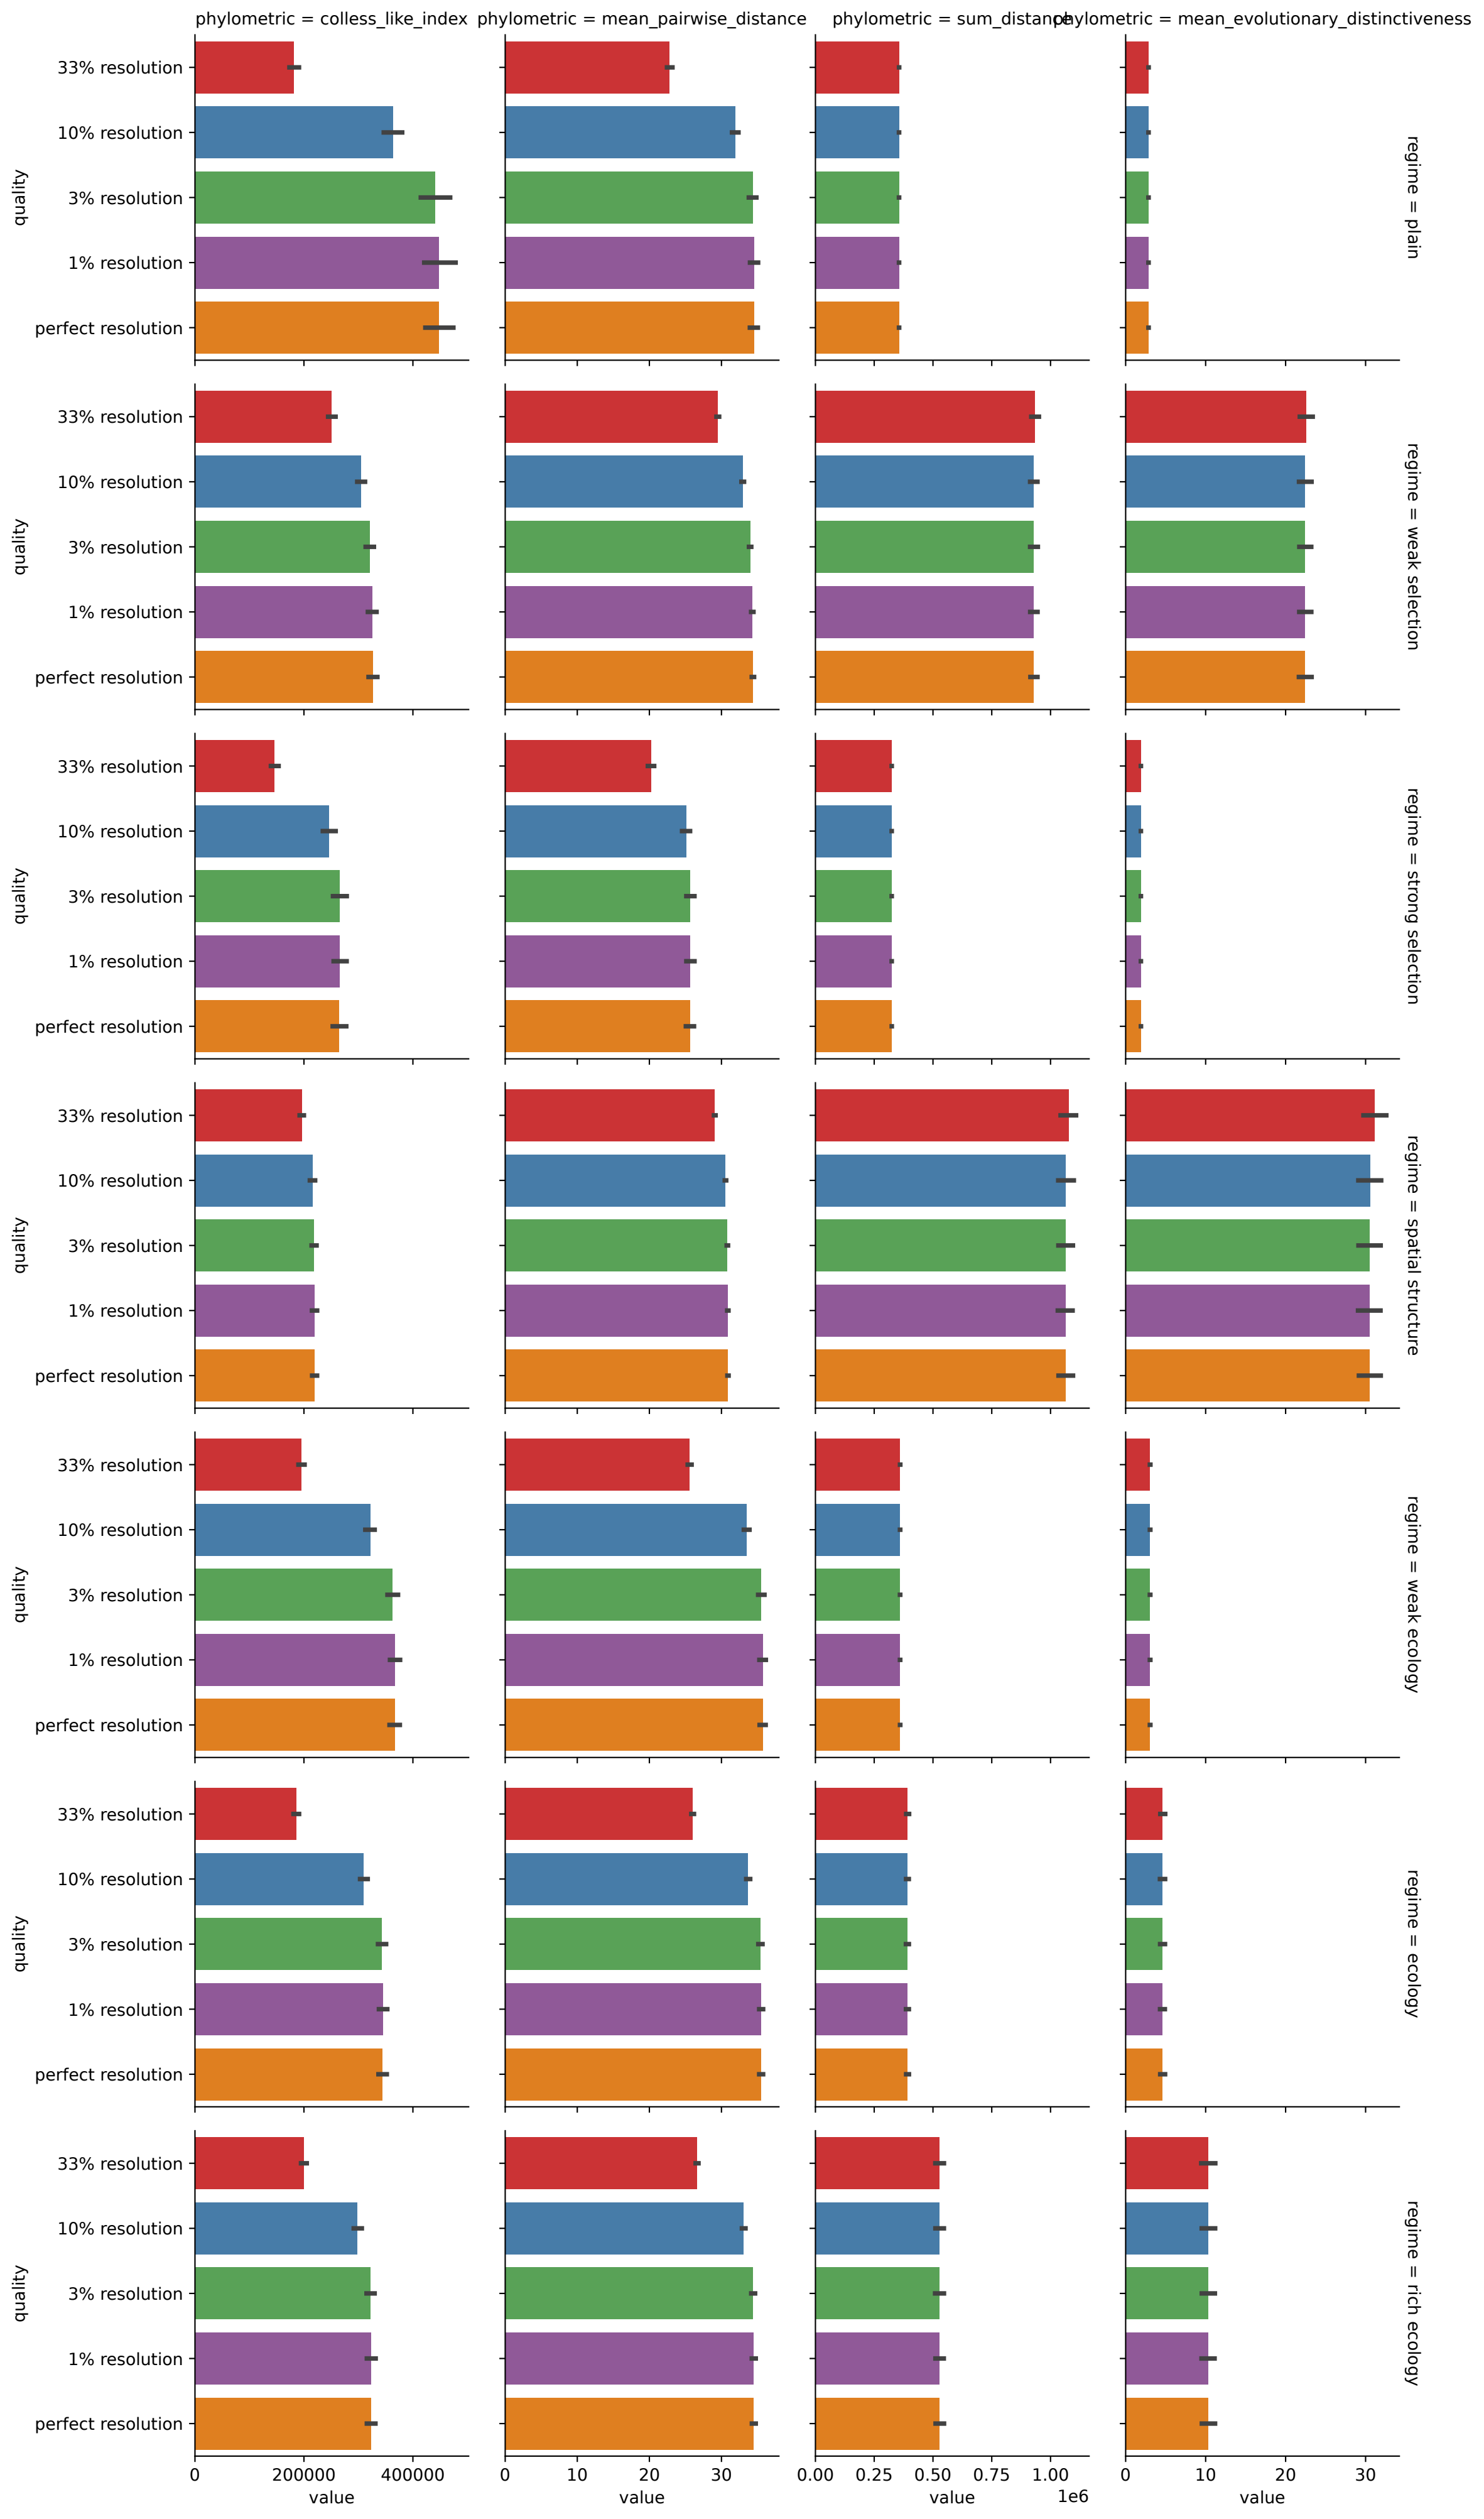 phylometric = colless_like_index
phylometric = mean_pairwise_distance
phylometric = sum_distance
phylometric = mean_evolutionary_distinctiveness
33% resolution
10% resolution
3% resolution
1% resolution
perfect resolution
quality
regime = plain
33% resolution
10% resolution
3% resolution
1% resolution
perfect resolution
quality
regime = weak selection
33% resolution
10% resolution
3% resolution
1% resolution
perfect resolution
quality
regime = strong selection
33% resolution
10% resolution
3% resolution
1% resolution
perfect resolution
quality
regime = spatial structure
33% resolution
10% resolution
3% resolution
1% resolution
perfect resolution
quality
regime = weak ecology
33% resolution
10% resolution
3% resolution
1% resolution
perfect resolution
quality
regime = ecology
33% resolution
10% resolution
3% resolution
1% resolution
perfect resolution
quality
regime = rich ecology
0 200000 400000
value
0 10 20 30
value
0.00 0.25 0.50 0.75 1.00
1e6
value
0 10 20 30
value